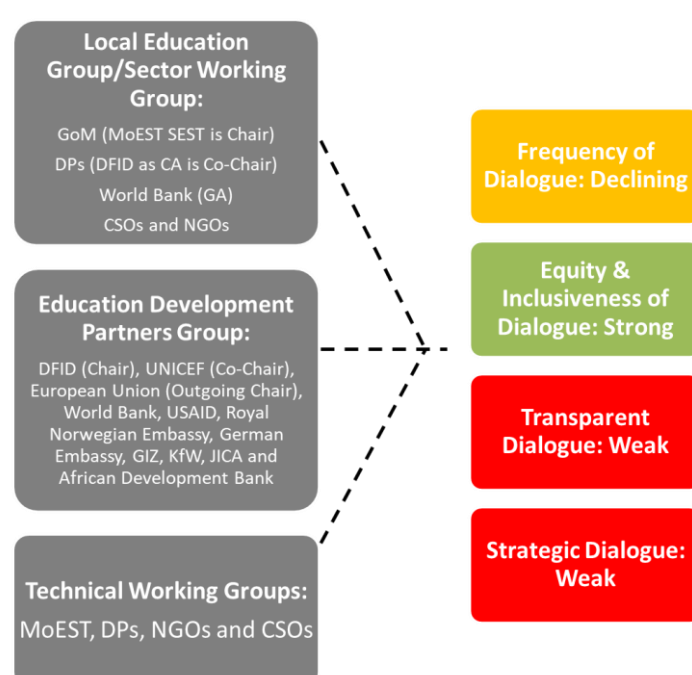 Local Education
Group/Sector Working
Group:
GoM (MoEST SEST is Chair)
DPs (DFID as CA is Co-Chair)
World Bank (GA)
CSOs and NGOs
Education Development
Partners Group:
DFID (Chair), UNICEF (Co-Chair),
European Union (Outgoing Chair),
World Bank, USAID, Royal
Norwegian Embassy, German
Embassy, GIZ, KfW, JICA and
African Development Bank
Technical Working Groups:
MoEST, DPs, NGOs and CSOs
Frequency of
Dialogue: Declining
Equity &
Inclusiveness of
Dialogue: Strong
Transparent
Dialogue: Weak
Strategic Dialogue:
Weak